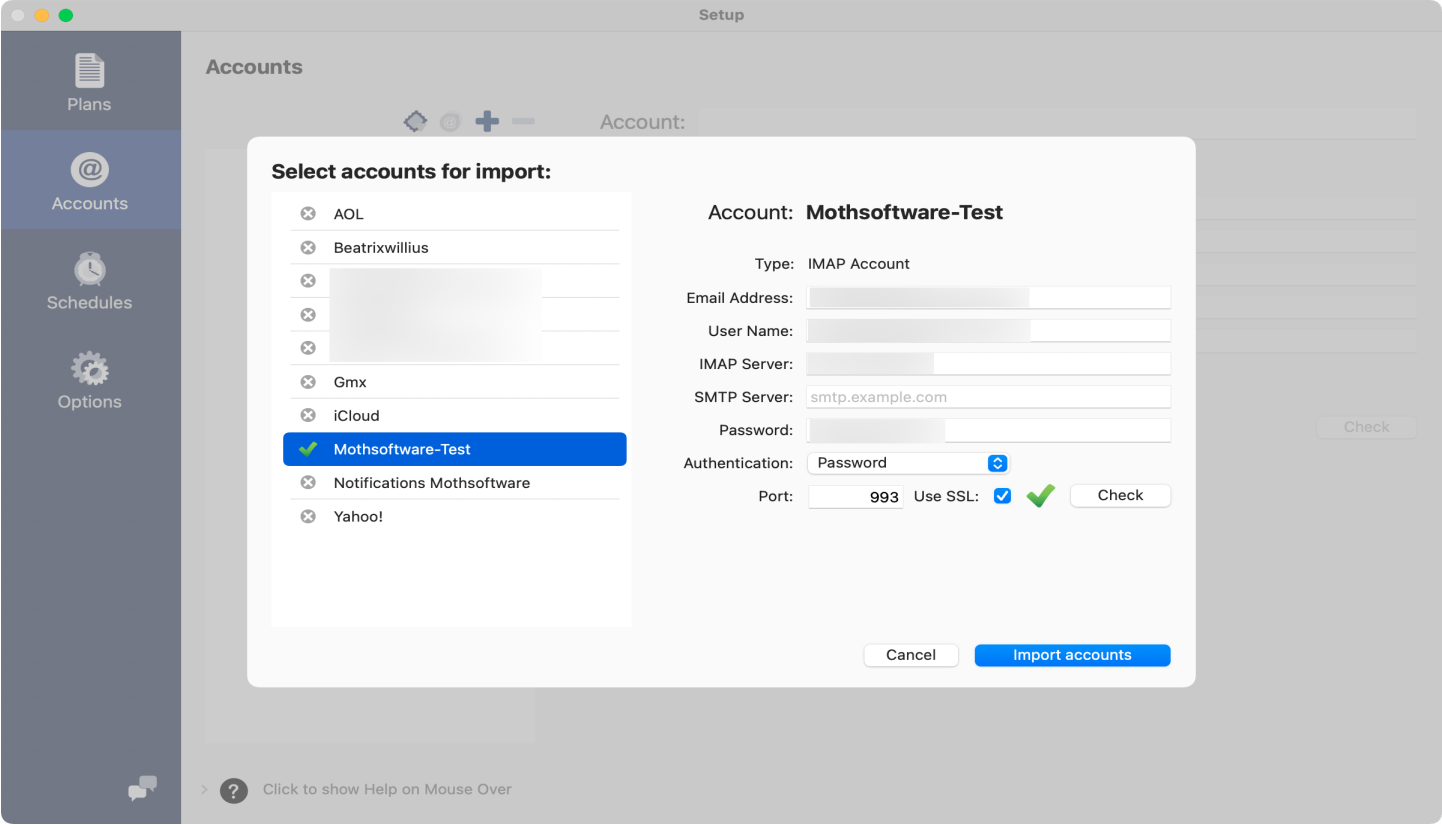 Setup
Plans
Accounts
Schedules
Options
Accounts
Account:
Select accounts for import:
AOL
Beatrixwillius
Gmx
iCloud
Mothsoftware-Test
Notifications Mothsoftware
Yahoo!
Account: Mothsoftware-Test
Type: IMAP Account
Email Address:
User Name:
IMAP Server:
SMTP Server: smtp.example.com
Password:
Authentication: Password
Port: 993 Use SSL: Check
Cancel Import accounts
Check
? Click to show Help on Mouse Over